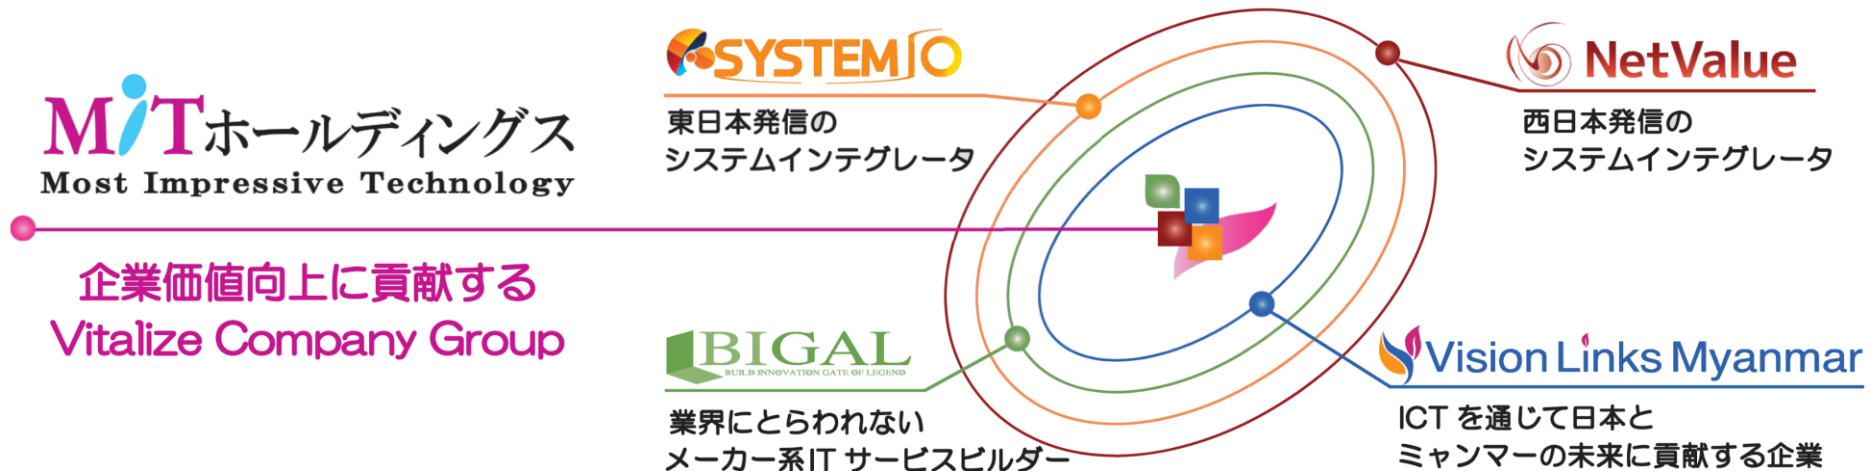 MiTホールディングス
Most Impressive Technology
企業価値向上に貢献する
Vitalize Company Group
SYSTEM IO
東日本発信の
システムインテグレータ
NetValue
西日本発信の
システムインテグレータ
BIGAL
BUILD INNOVATION GATE OF LEGEND
業界にとらわれない
メーカー系IT サービスビルダー
Vision Links Myanmar
ICT を通じて日本と
ミャンマーの未来に貢献する企業